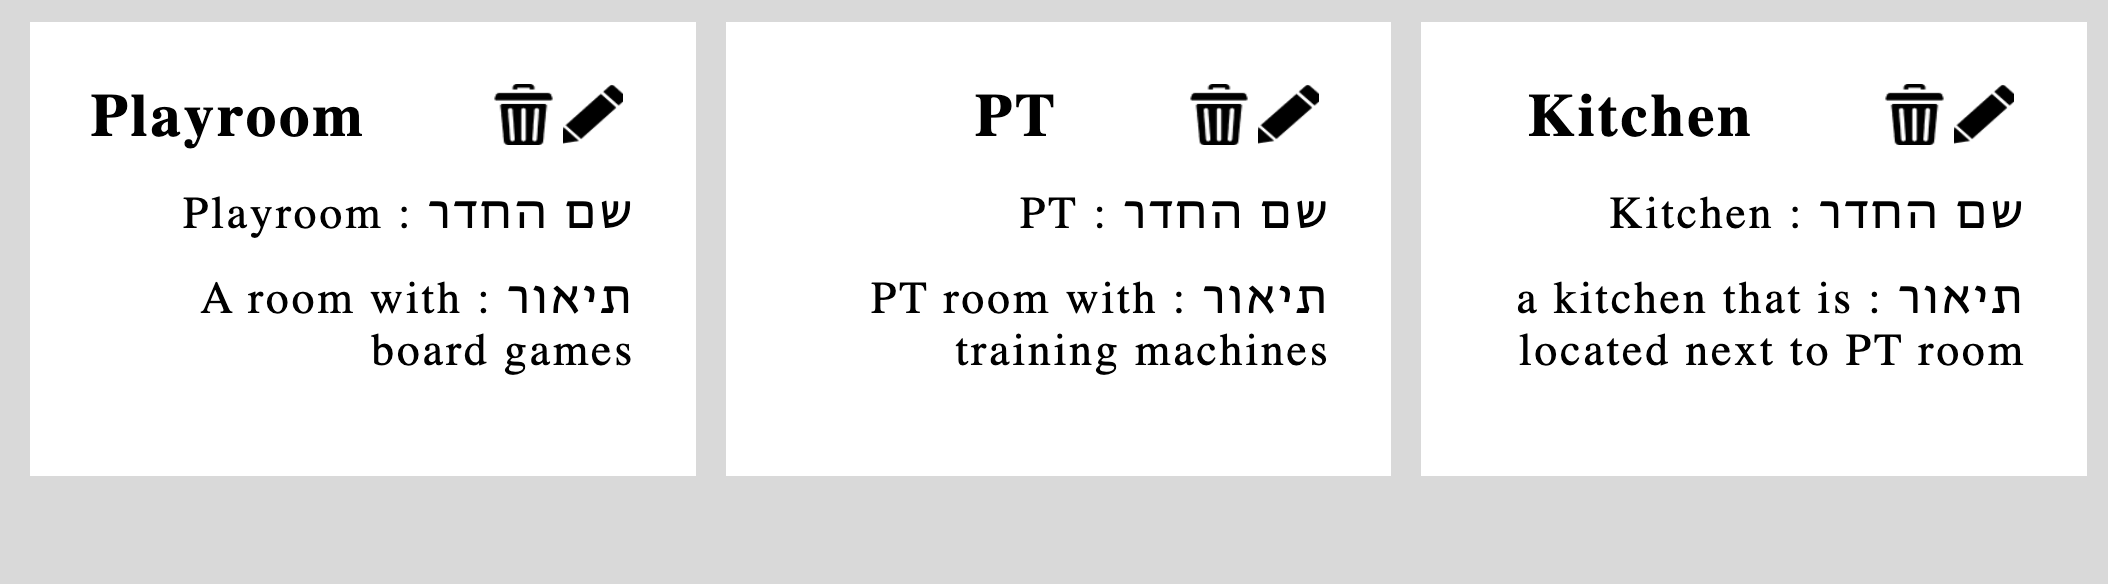 Playroom
שם החדר : Playroom
תיאור : A room with
board games
PT
שם החדר : PT
תיאור : PT room with
training machines
Kitchen
שם החדר : Kitchen
תיאור : a kitchen that is
located next to PT room